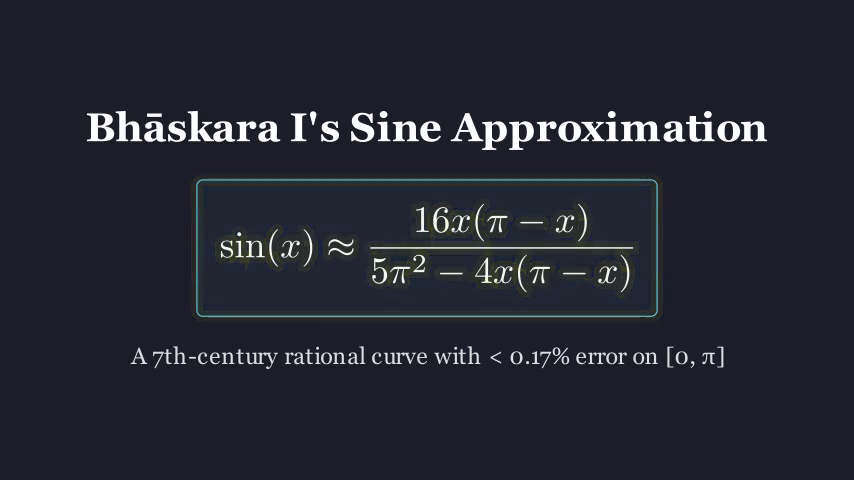 Bhāskara I's Sine Approximation
sin(x) ≈ 16x(π − x) / 5π² − 4x(π − x)
A 7th-century rational curve with < 0.17% error on [0, π]